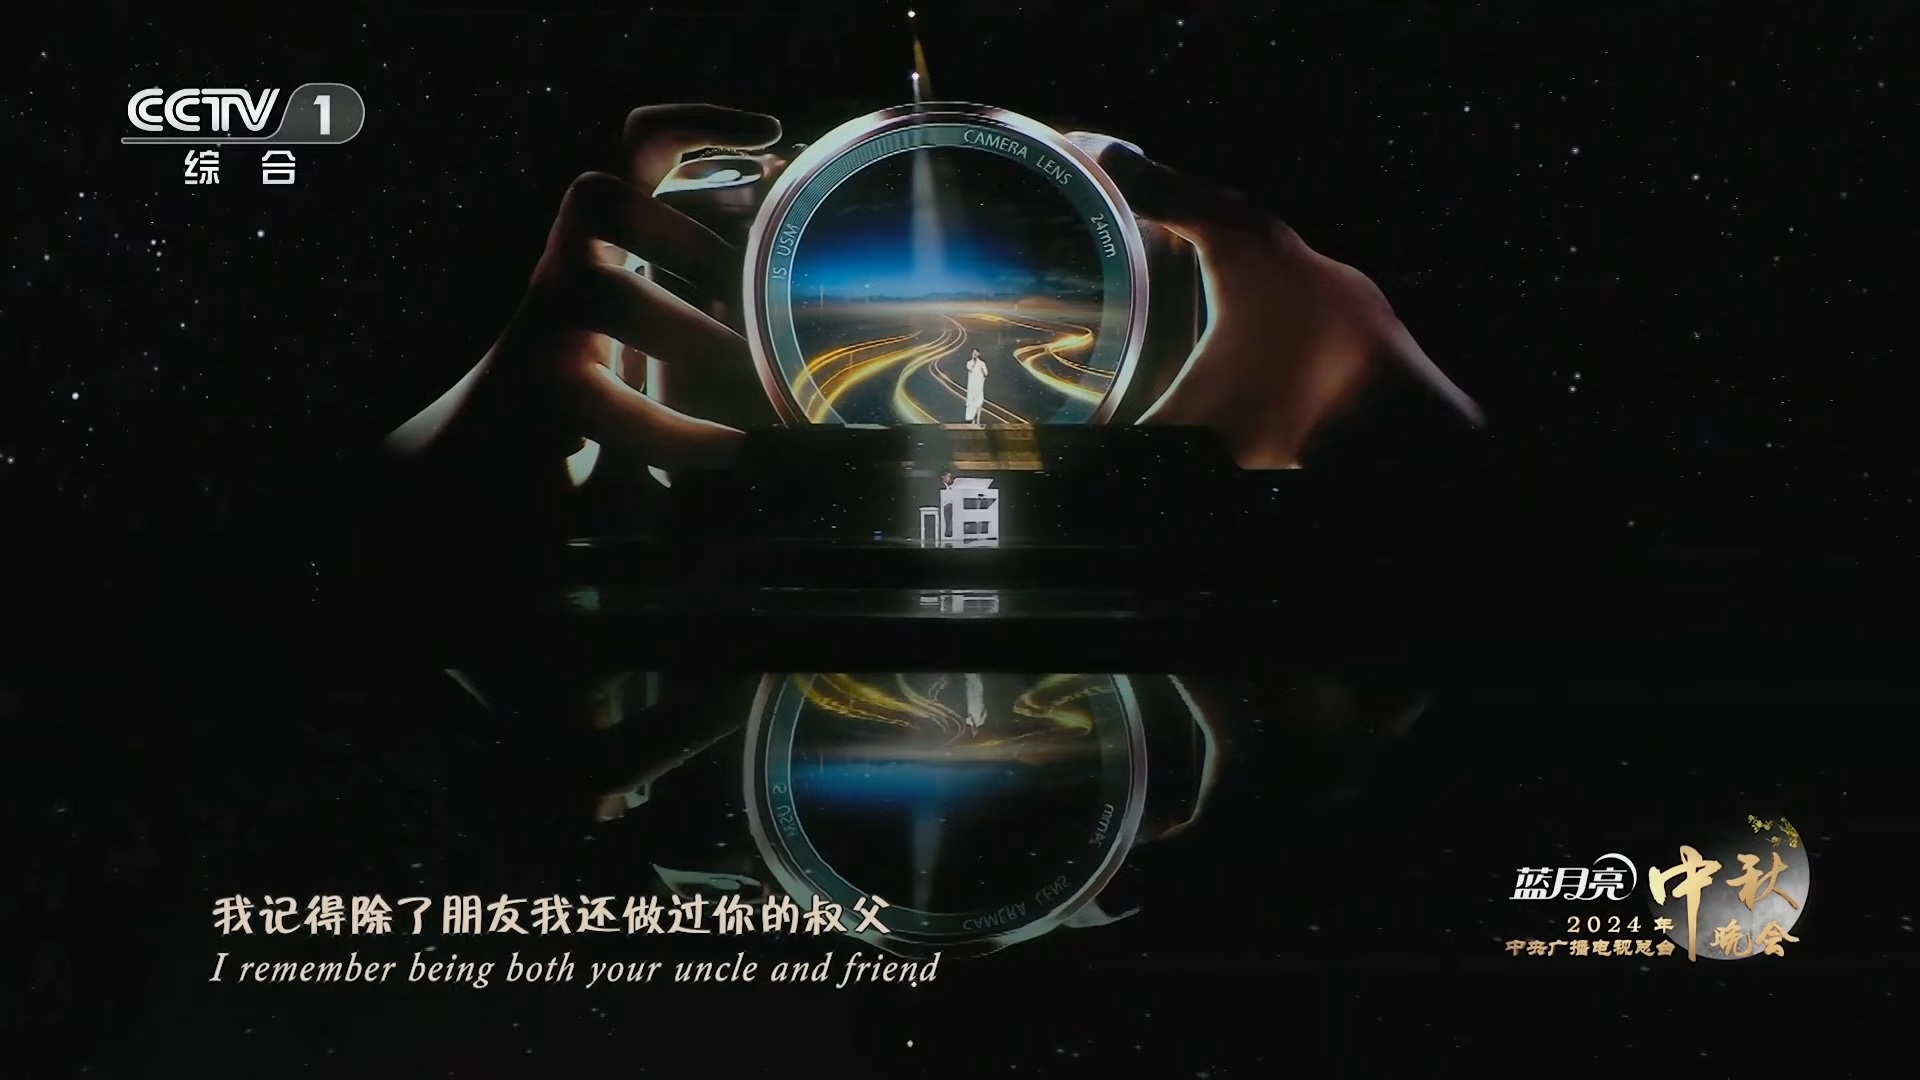 CCTV 1
综 合
CAMERA LENS
24mm
IS USM
我记得除了朋友我还做过你的叔父
I remember being both your uncle and friend
蓝月亮
中秋
晚会
2024年
中央广播电视总台